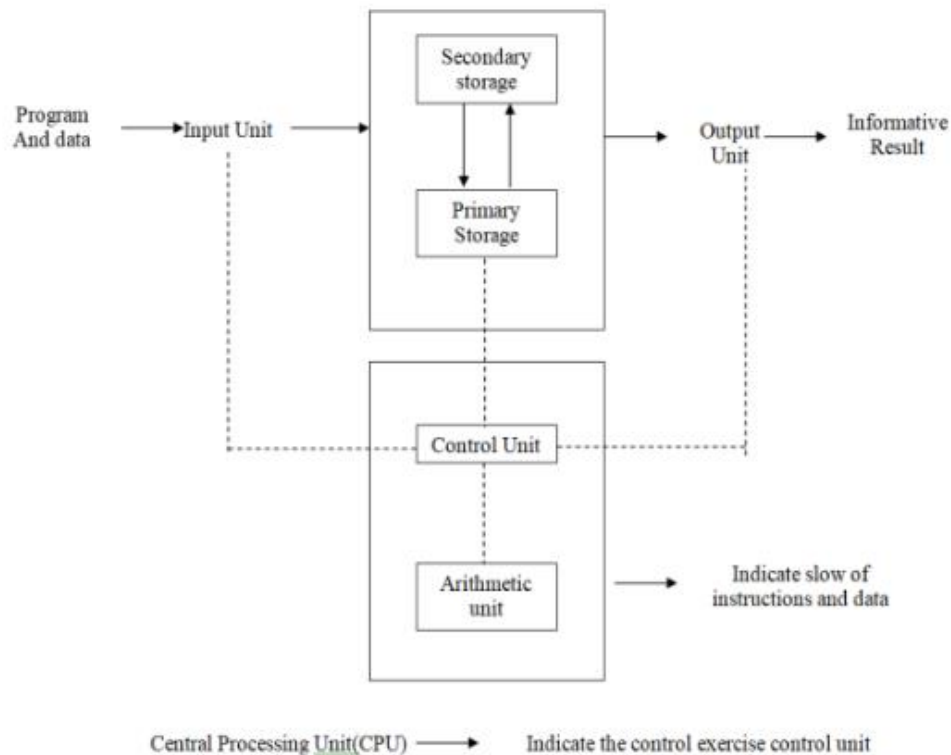 Secondary
storage
Program
And data
Input Unit
Output
Unit
Informative
Result
Primary
Storage
Control Unit
Arithmetic
unit
Indicate slow of
instructions and data
Central Processing Unit(CPU)
Indicate the control exercise control unit